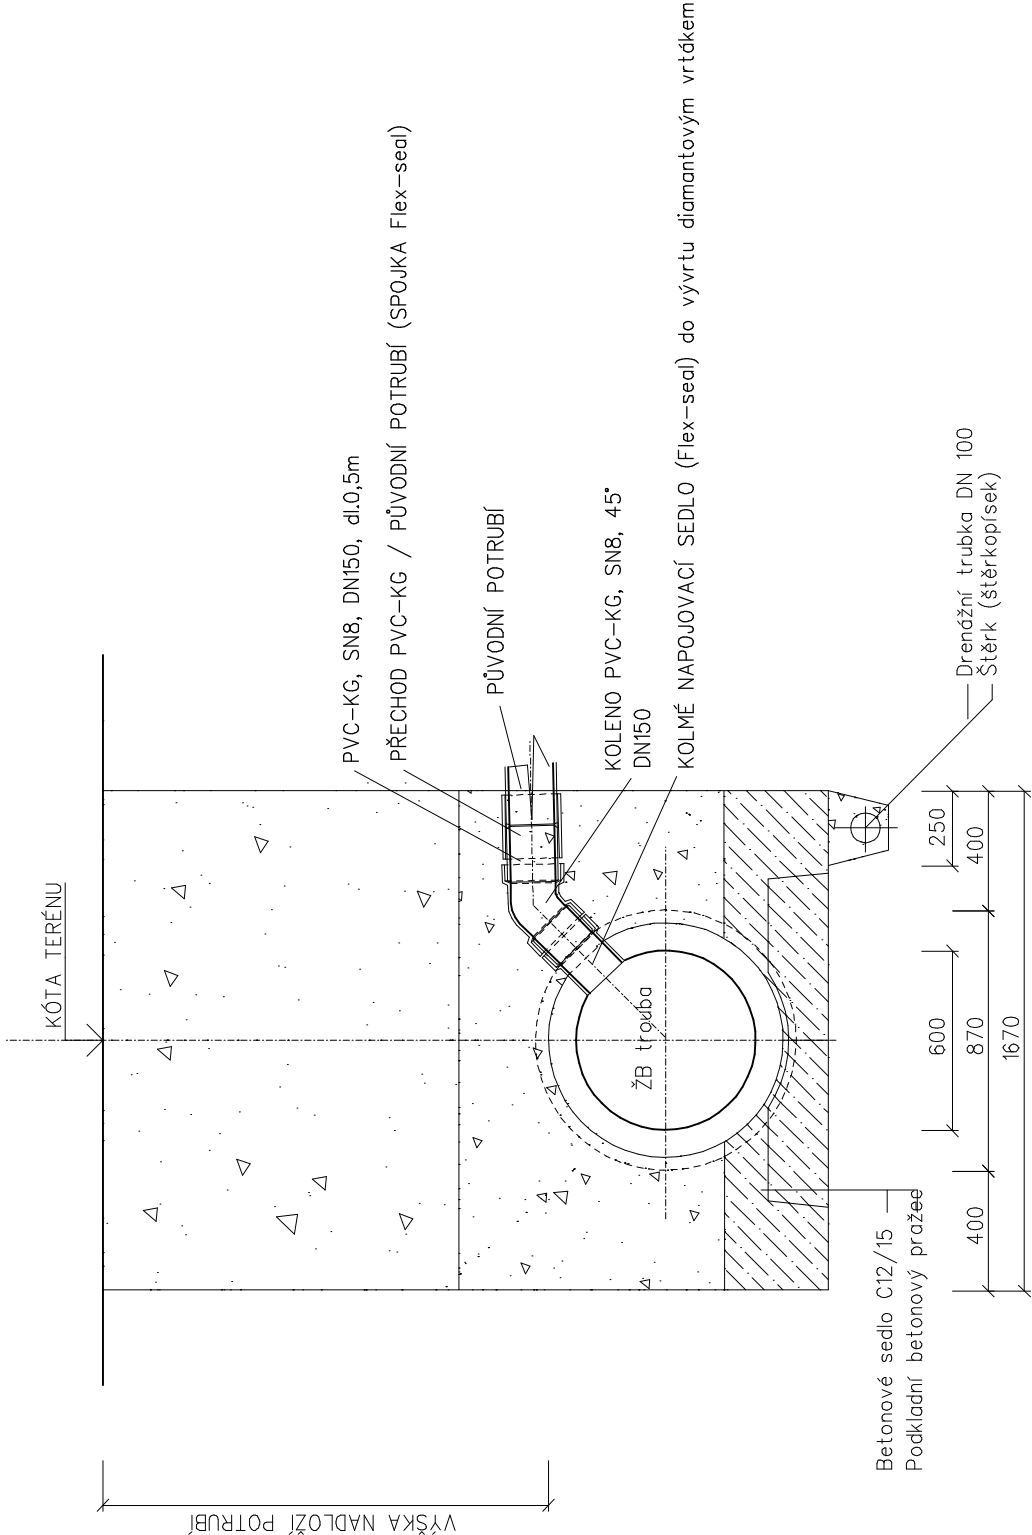 KÓTA TERÉNU
PVC-KG, SN8, DN150, dl.0,5m
PŘECHOD PVC-KG / PŮVODNÍ POTRUBÍ (SPOJKA Flex-seal)
PŮVODNÍ POTRUBÍ
KOLENO PVC-KG, SN8, 45°
DN150
KOLMÉ NAPOJOVACÍ SEDLO (Flex-seal) do vývrtu diamantovým vrtákem
ŽB trouba
Drenážní trubka DN 100
Štěrk (štěrkopísek)
Betonové sedlo C12/15
Podkladní betonový pražec
600
250
400
870
400
1670
VÝŠKA NADLOŽÍ POTRUBÍ